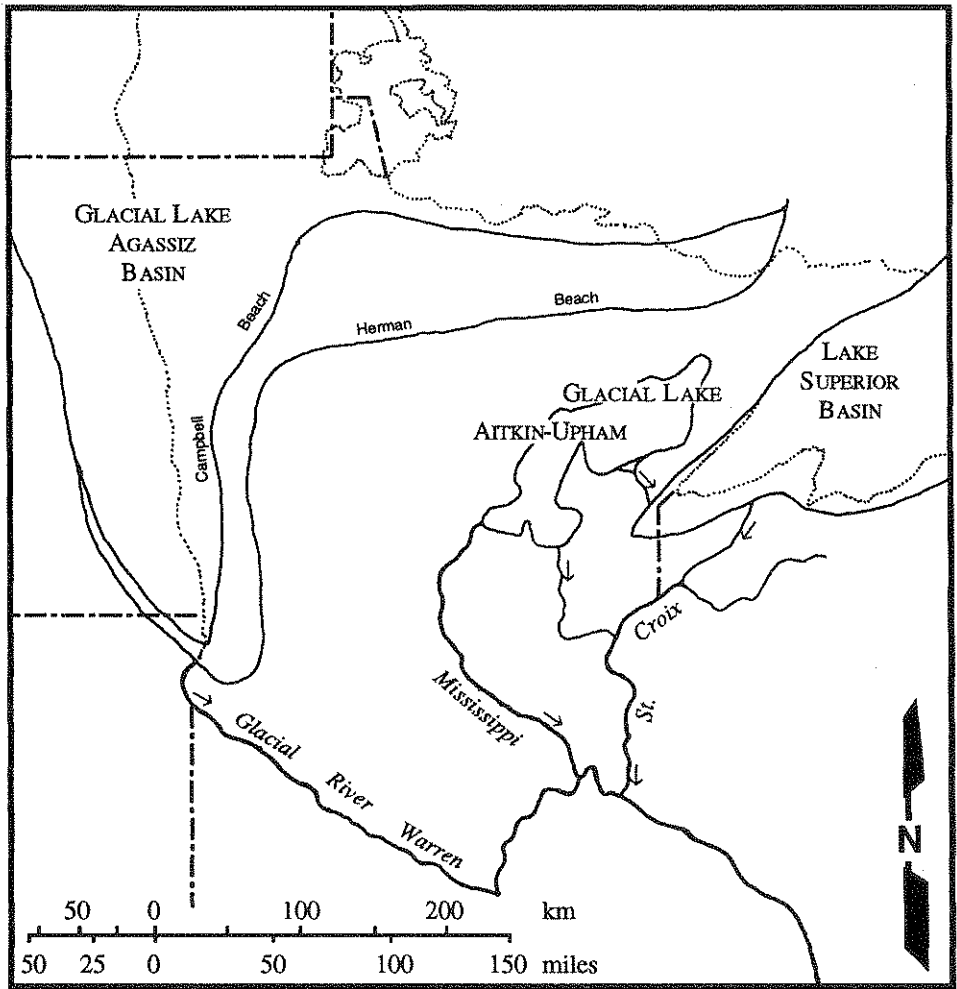 GLACIAL LAKE
AGASSIZ
BASIN
Beach
Campbell
Herman
Beach
LAKE
SUPERIOR
BASIN
GLACIAL LAKE
AITKIN-UPHAM
Croix
St.
Mississippi
Glacial
River
Warren
N
50 0 100 200 km
50 25 0 50 100 150 miles